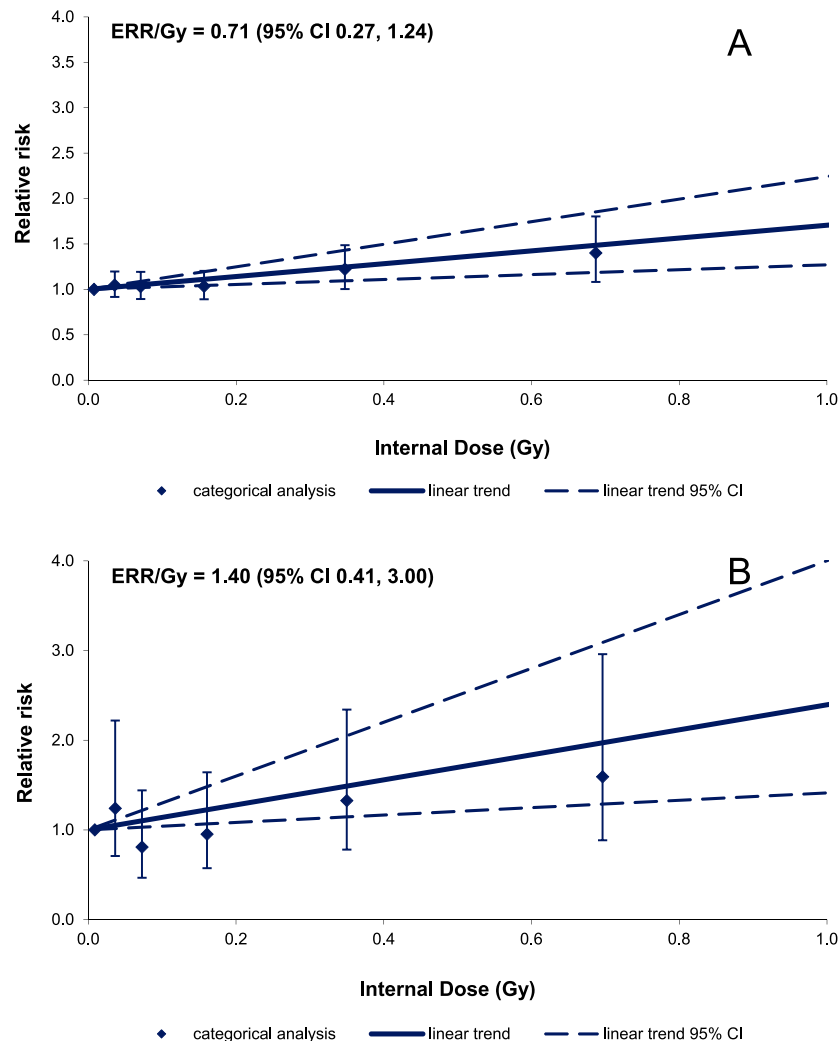 4.0
ERR/Gy = 0.71 (95% CI 0.27, 1.24)
A
3.5
3.0
2.5
2.0
1.5
1.0
0.5
0.0
Relative risk
0.0 0.2 0.4 0.6 0.8 1.0
Internal Dose (Gy)
categorical analysis linear trend linear trend 95% CI
4.0
ERR/Gy = 1.40 (95% CI 0.41, 3.00)
B
3.0
2.0
1.0
0.0
Relative risk
0.0 0.2 0.4 0.6 0.8 1.0
Internal Dose (Gy)
categorical analysis linear trend linear trend 95% CI